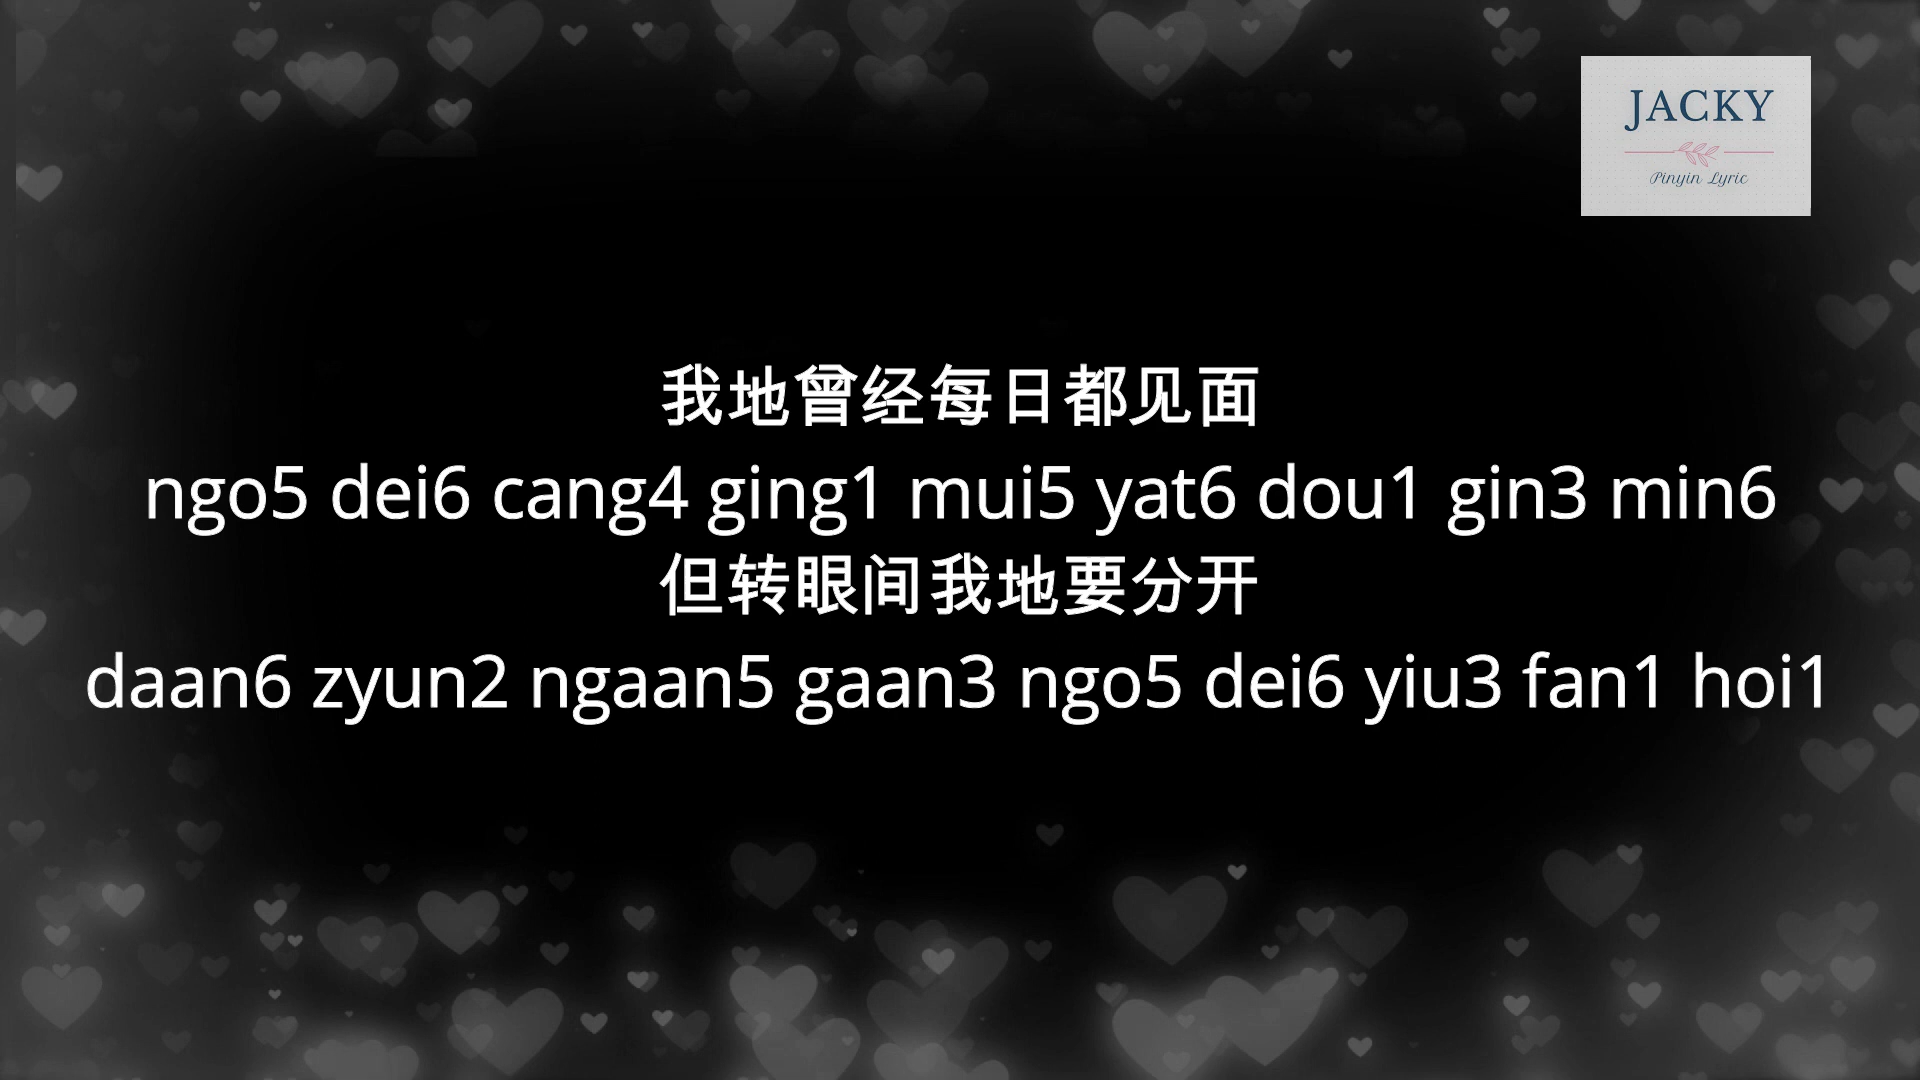 JACKY
Pinyin Lyric
我地曾经每日都见面
ngo5 dei6 cang4 ging1 mui5 yat6 dou1 gin3 min6
但转眼间我地要分开
daan6 zyun2 ngaan5 gaan3 ngo5 dei6 yiu3 fan1 hoi1